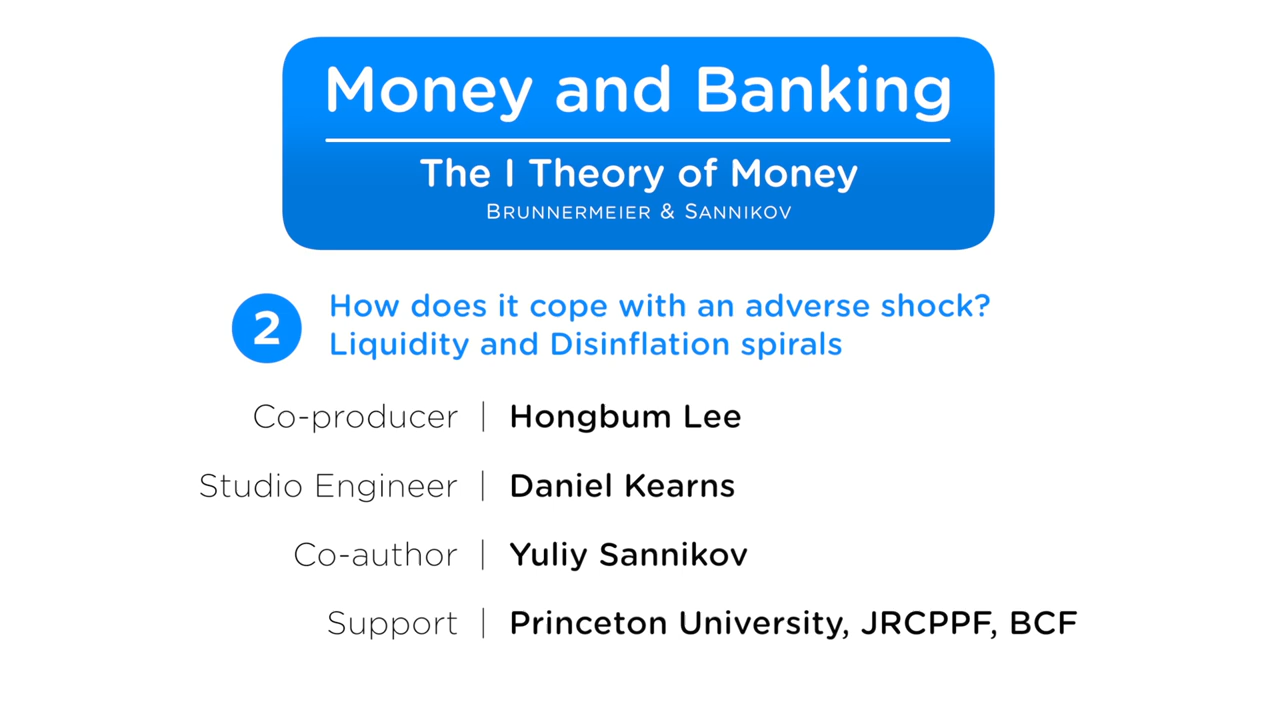 Money and Banking
The I Theory of Money
Brunnermeier & Sannikov
2
How does it cope with an adverse shock?
Liquidity and Disinflation spirals
Co-producer | Hongbum Lee
Studio Engineer | Daniel Kearns
Co-author | Yuliy Sannikov
Support | Princeton University, JRCPPF, BCF